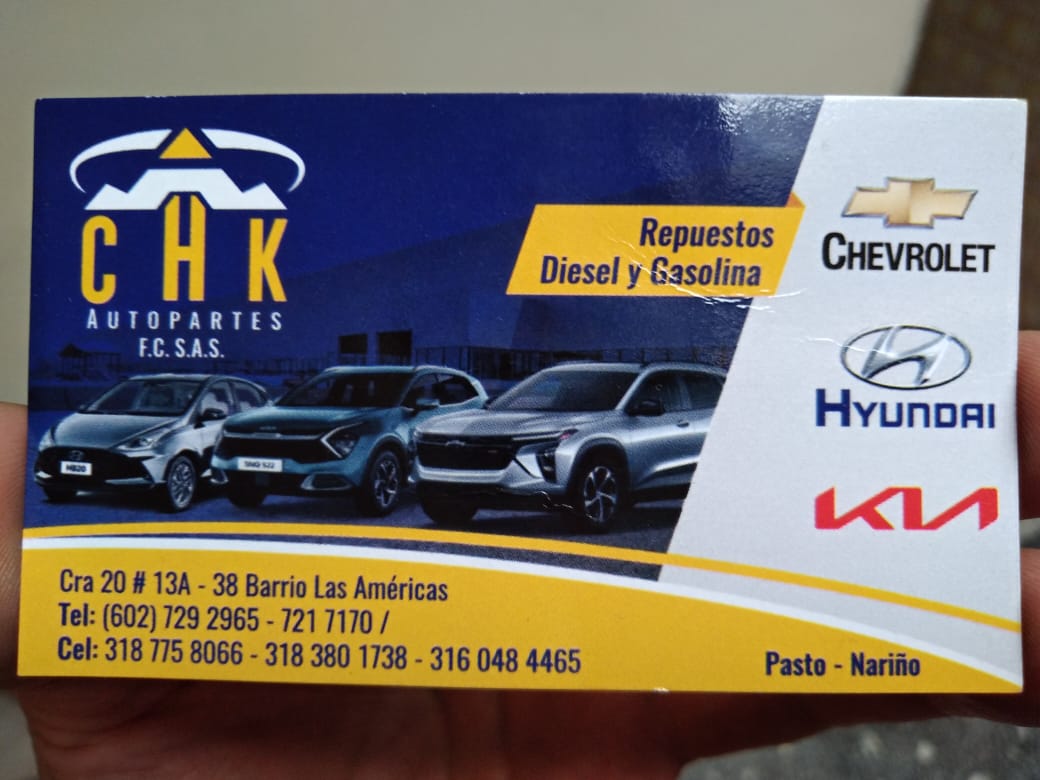 CHK
AUTOPARTES
F.C. S.A.S.
Repuestos
Diesel y Gasolina
CHEVROLET
HYUNDAI
KIA
HB20
Cra 20 # 13A - 38 Barrio Las Américas
Tel: (602) 729 2965 - 721 7170 /
Cel: 318 775 8066 - 318 380 1738 - 316 048 4465
Pasto - Nariño